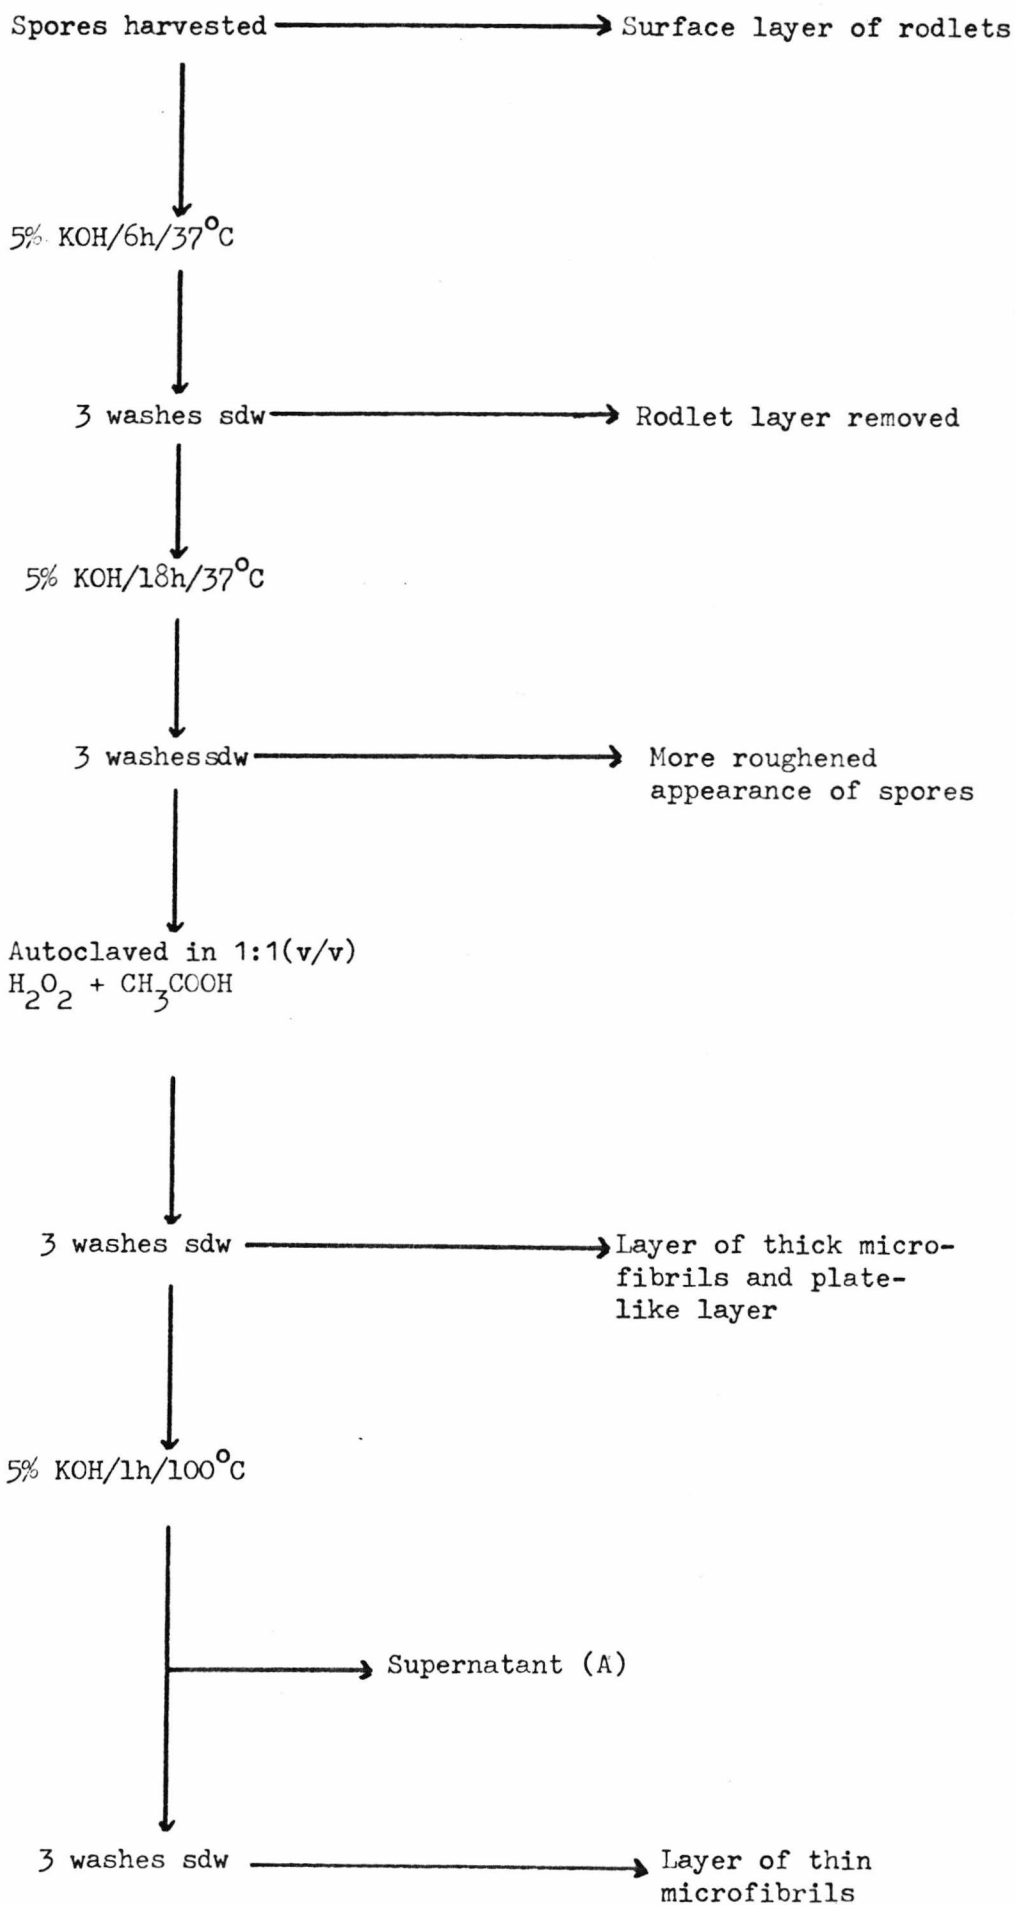 Spores harvested
Surface layer of rodlets
5% KOH/6h/37°C
3 washes sdw
Rodlet layer removed
5% KOH/18h/37°C
3 washes sdw
More roughened
appearance of spores
Autoclaved in 1:1(v/v)
H₂O₂ + CH₃COOH
3 washes sdw
Layer of thick micro-
fibrils and plate-
like layer
5% KOH/1h/100°C
Supernatant (A)
3 washes sdw
Layer of thin
microfibrils